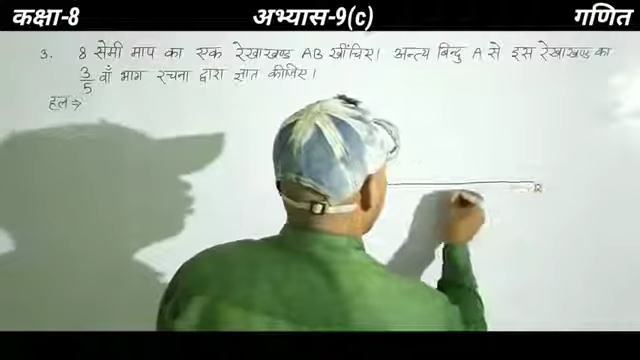 कक्षा-8 अभ्यास-9(c) गणित
3. 8 सेमी माप का एक रेखाखण्ड AB खींचिए। अन्त्य बिन्दु A से इस रेखाखण्ड का
3/5 वाँ भाग रचना द्वारा ज्ञात कीजिए।
हल⇒
B